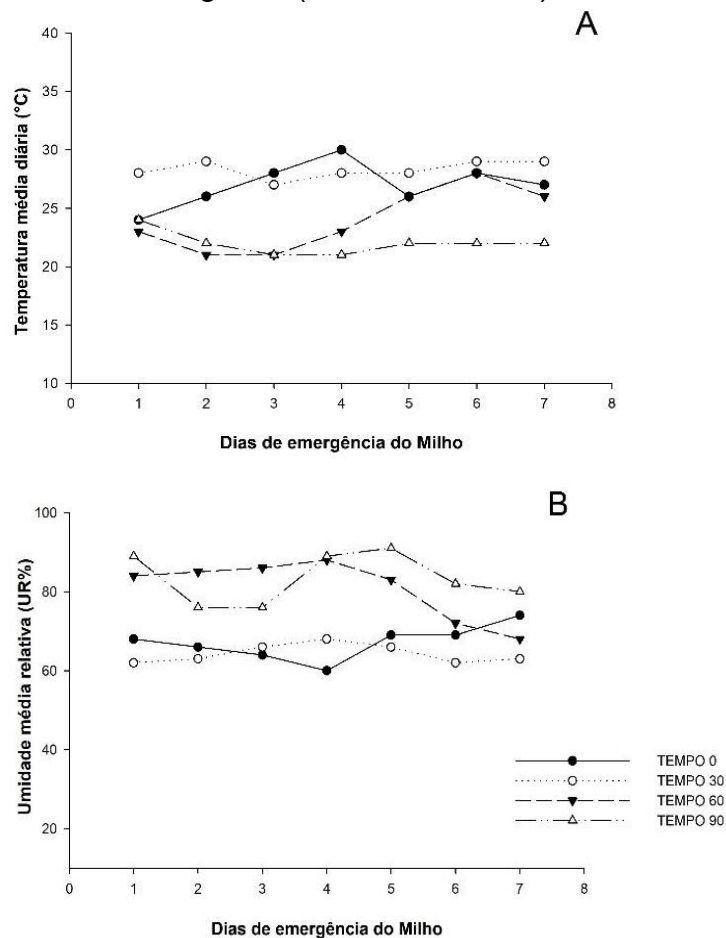 A
40
35
30
25
20
15
10
Temperatura média diária (°C)
0 1 2 3 4 5 6 7 8
Dias de emergência do Milho
B
100
80
60
40
20
Umidade média relativa (UR%)
0 1 2 3 4 5 6 7 8
Dias de emergência do Milho
TEMPO 0
TEMPO 30
TEMPO 60
TEMPO 90